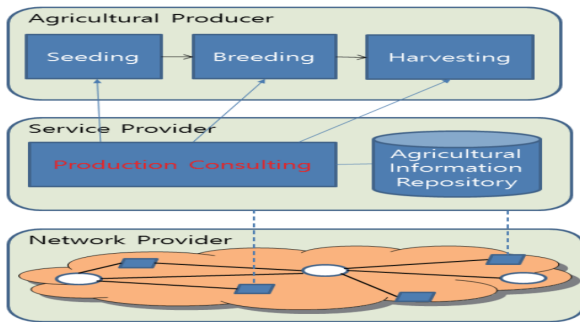 Agricultural Producer
Seeding
Breeding
Harvesting
Service Provider
Production Consulting
Agricultural
Information
Repository
Network Provider